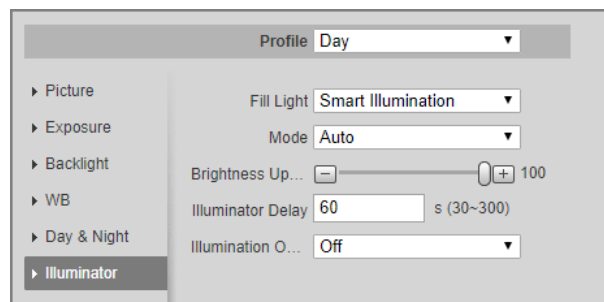 Profile Day
Picture
Exposure
Backlight
WB
Day & Night
Illuminator
Fill Light Smart Illumination
Mode Auto
Brightness Up... 100
Illuminator Delay 60 s (30~300)
Illumination O... Off